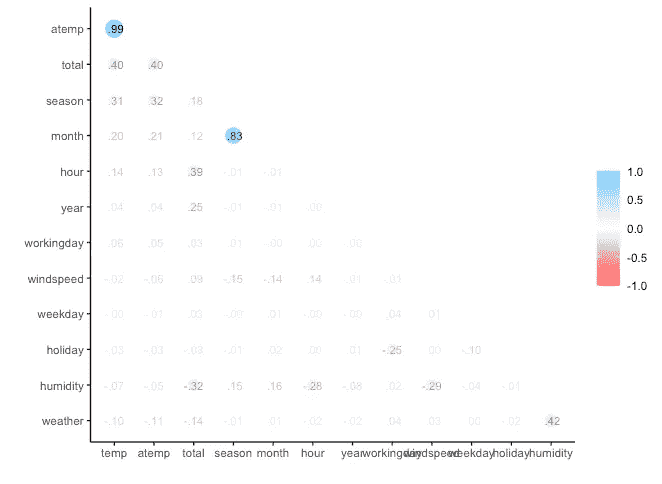 atemp .99
total .40 .40
season .31 .32 .18
month .20 .21 .12 .83
hour .14 .13 .39 -.01 -.01
year .04 .04 .25 -.01 .01 .00
workingday .06 .05 .03 .01 -.00 .00 .00
windspeed -.02 -.06 .09 -.15 -.14 .14 .01 .01
weekday -.00 -.01 .03 -.00 .01 -.00 -.00 .04 .01
holiday -.03 -.03 -.03 -.01 .02 .00 .01 -.25 .00 -.10
humidity -.07 -.05 -.32 .15 .16 -.28 -.08 .02 -.29 -.04 -.01
weather -.10 -.11 -.14 -.01 .01 -.02 -.02 .04 .03 .00 -.02 .42
temp atemp total season month hour year workingday windspeed weekday holiday humidity
1.0
0.5
0.0
-0.5
-1.0